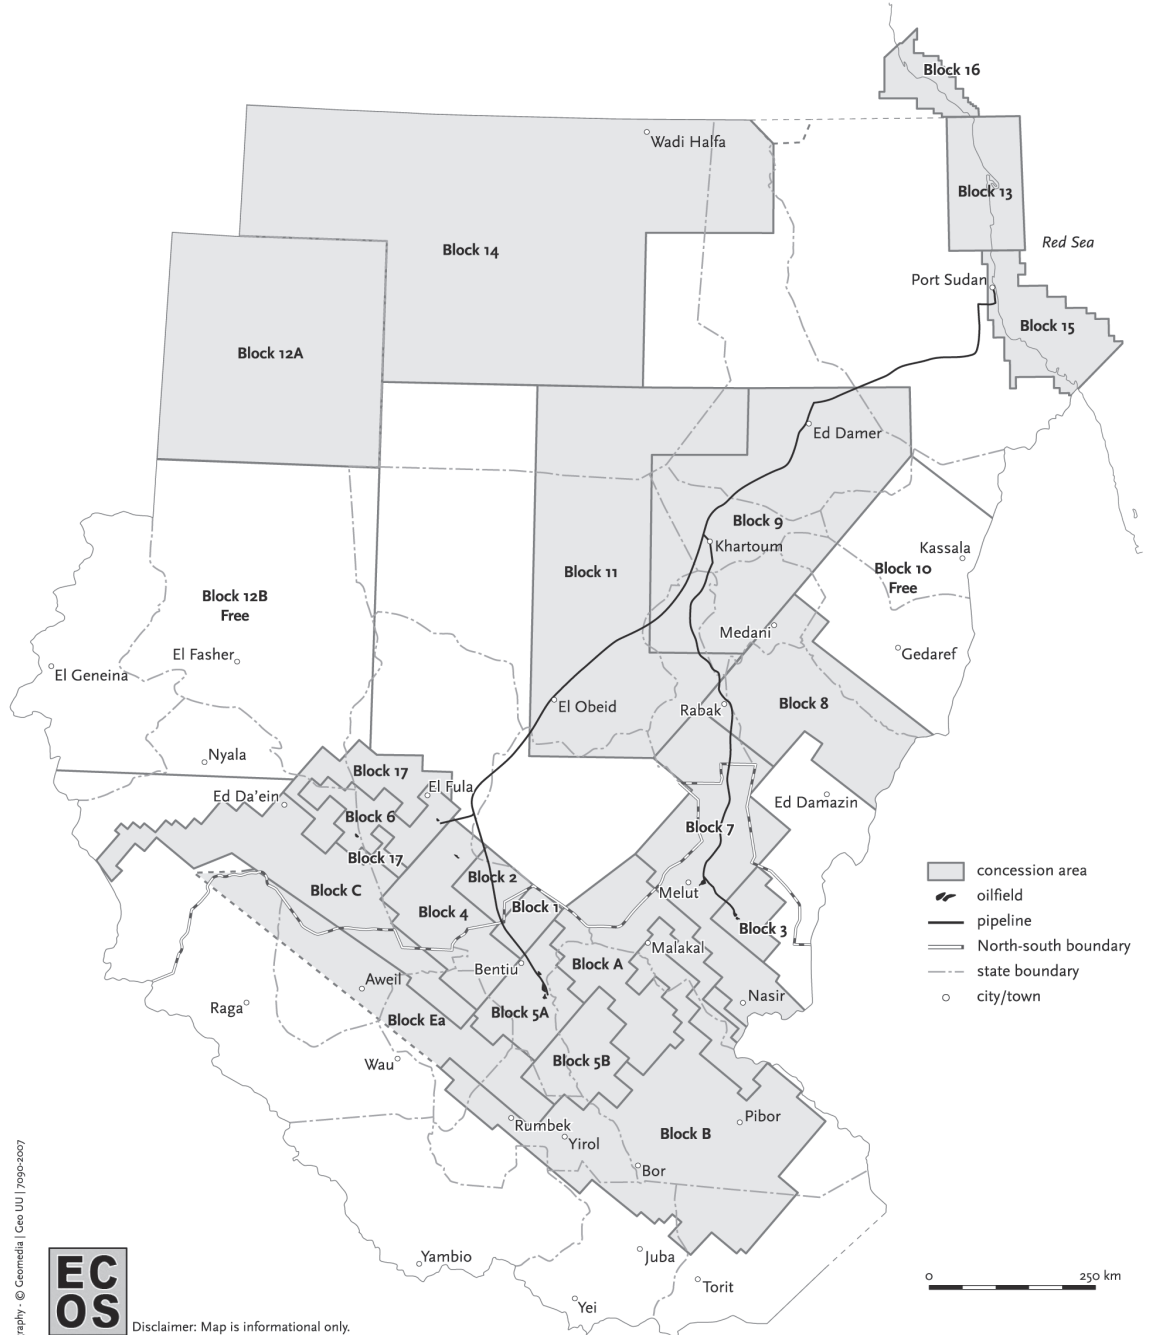 Block 16
Wadi Halfa
Block 13
Block 14
Red Sea
Port Sudan
Block 15
Block 12A
Ed Damer
Block 9
Khartoum
Kassala
Block 11
Block 10
Free
Block 12B
Free
Medani
El Fasher
Gedaref
El Geneina
El Obeid
Rabak
Block 8
Nyala
Block 17
El Fula
Ed Da'ein
Ed Damazin
Block 6
Block 7
Block 17
concession area
Block 2
Block C
Melut
oilfield
Block 1
Block 4
pipeline
Block 3
Malakal
North-south boundary
Block A
Bentiu
state boundary
Aweil
Nasir
city/town
Raga
Block 5A
Block Ea
Block 5B
Wau
Pibor
Rumbek
Block B
Yirol
Bor
Yambio
Juba
0
250 km
Torit
Yei
raphy - © Geomedia | Geo UU | 7090-2007
EC
OS
Disclaimer: Map is informational only.